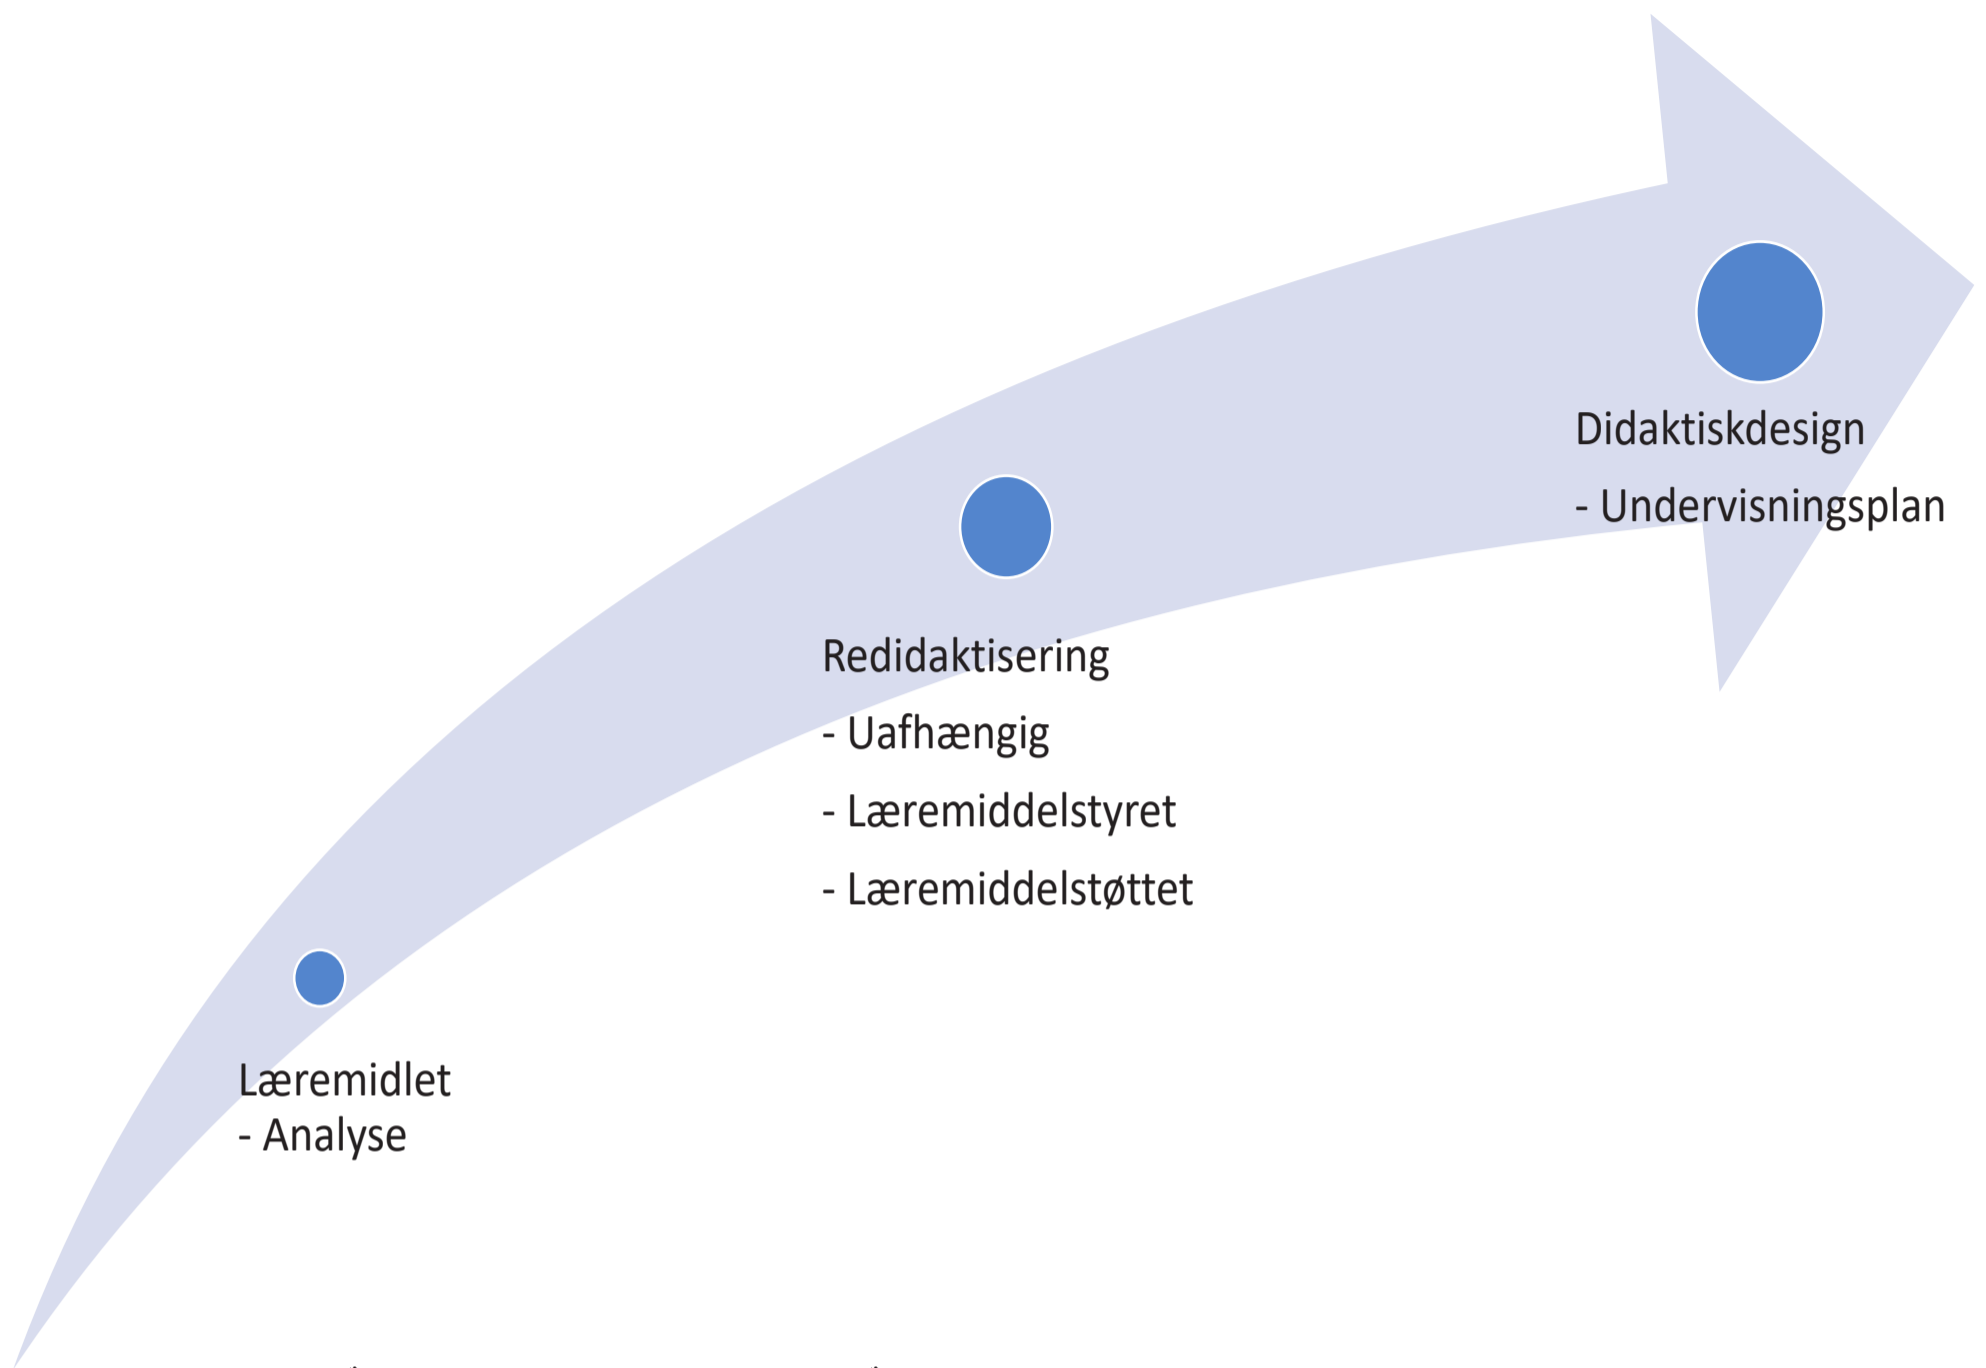 Didaktiskdesign
- Undervisningsplan
Redidaktisering
- Uafhængig
- Læremiddelstyret
- Læremiddelstøttet
Læremidlet
- Analyse